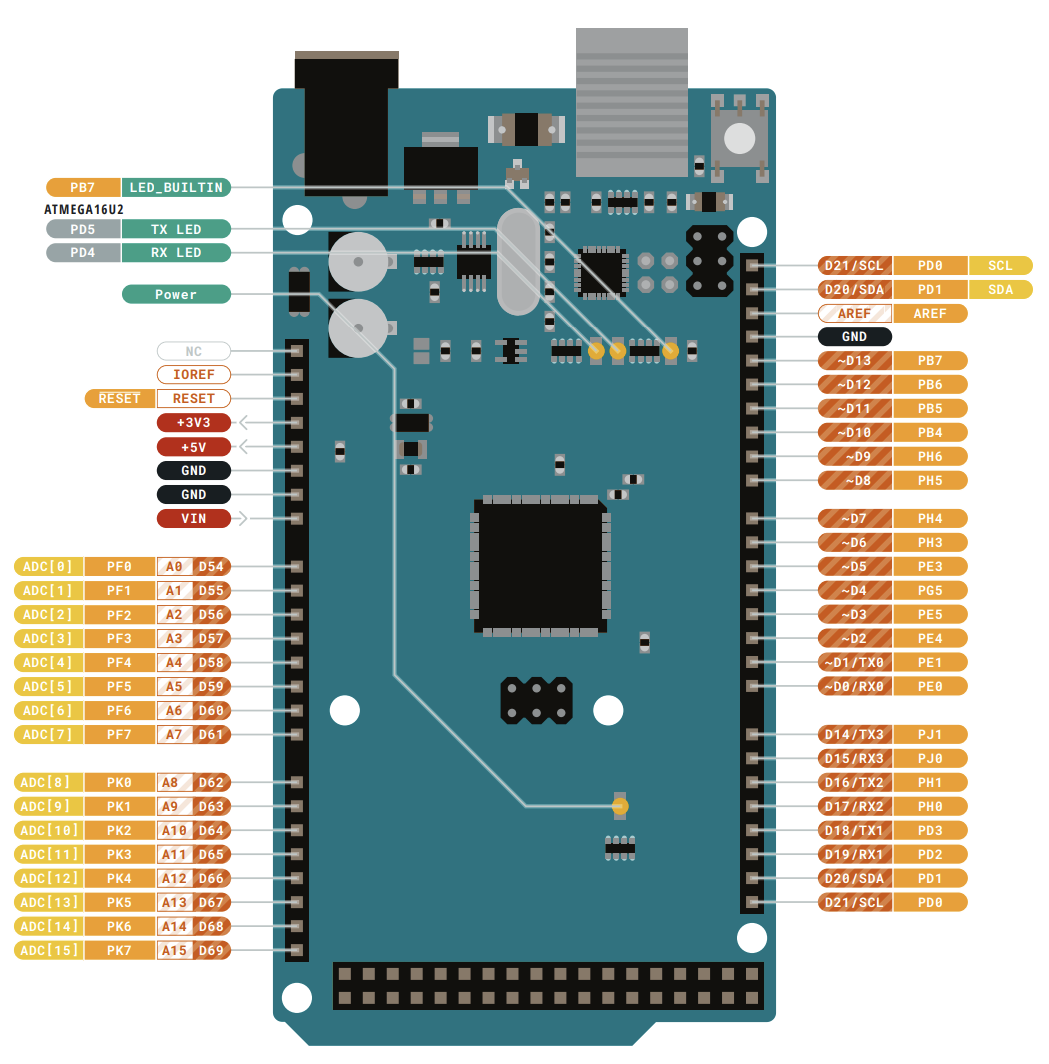 PB7 LED_BUILTIN
ATMEGA16U2
PD5 TX LED
PD4 RX LED
Power
NC
IOREF
RESET RESET
+3V3
+5V
GND
GND
VIN
ADC[0] PF0 A0 D54
ADC[1] PF1 A1 D55
ADC[2] PF2 A2 D56
ADC[3] PF3 A3 D57
ADC[4] PF4 A4 D58
ADC[5] PF5 A5 D59
ADC[6] PF6 A6 D60
ADC[7] PF7 A7 D61
ADC[8] PK0 A8 D62
ADC[9] PK1 A9 D63
ADC[10] PK2 A10 D64
ADC[11] PK3 A11 D65
ADC[12] PK4 A12 D66
ADC[13] PK5 A13 D67
ADC[14] PK6 A14 D68
ADC[15] PK7 A15 D69
D21/SCL PD0 SCL
D20/SDA PD1 SDA
AREF AREF
GND
~D13 PB7
~D12 PB6
~D11 PB5
~D10 PB4
~D9 PH6
~D8 PH5
~D7 PH4
~D6 PH3
~D5 PE3
~D4 PG5
~D3 PE5
~D2 PE4
~D1/TX0 PE1
~D0/RX0 PE0
D14/TX3 PJ1
D15/RX3 PJ0
D16/TX2 PH1
D17/RX2 PH0
D18/TX1 PD3
D19/RX1 PD2
D20/SDA PD1
D21/SCL PD0